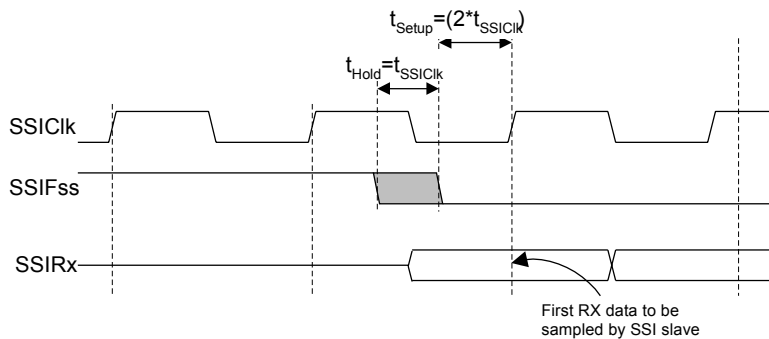 tSetup=(2*tSSIClk)
tHold=tSSIClk
SSIClk
SSIFss
SSIRx
First RX data to be
sampled by SSI slave